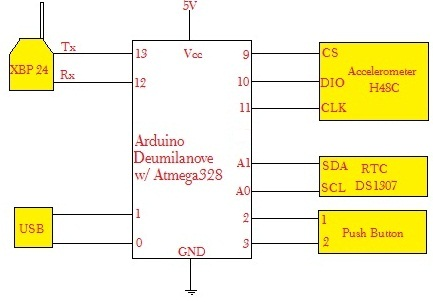 5V
Tx
13
Vcc
9
CS
XBP 24
Rx
12
10
DIO
Accelerometer
H48C
11
CLK
Arduino
Deumilanove
w/ Atmega328
A1
SDA
RTC
A0
SCL
DS1307
USB
1
0
2
1
3
2
Push Button
GND